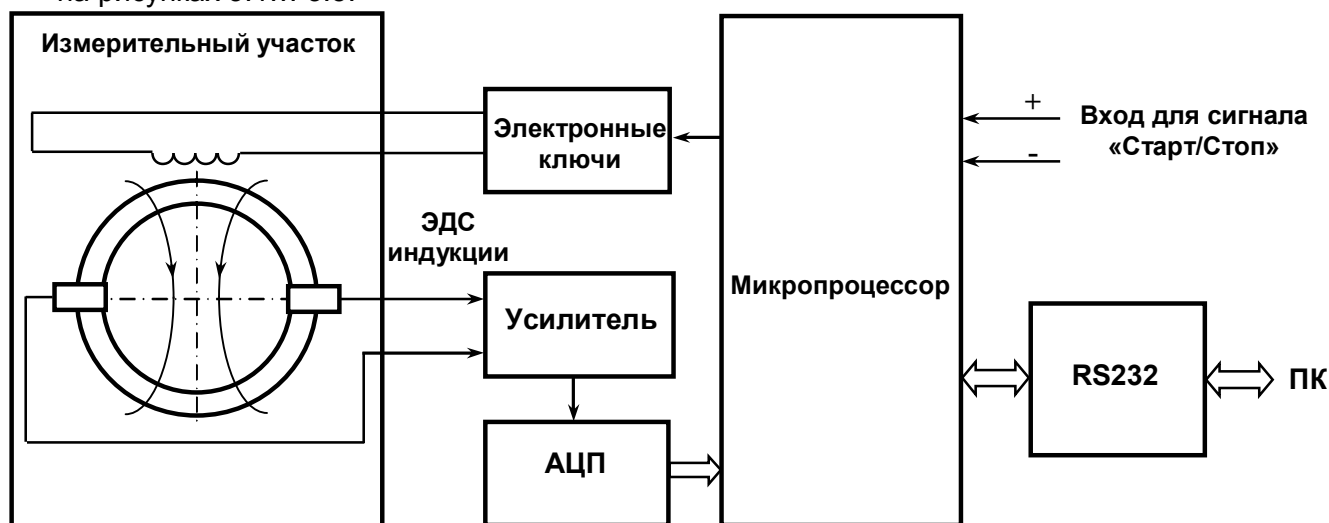 Измерительный участок
Электронные
ключи
+
-
Вход для сигнала
«Старт/Стоп»
ЭДС
индукции
Усилитель
Микропроцессор
RS232
ПК
АЦП